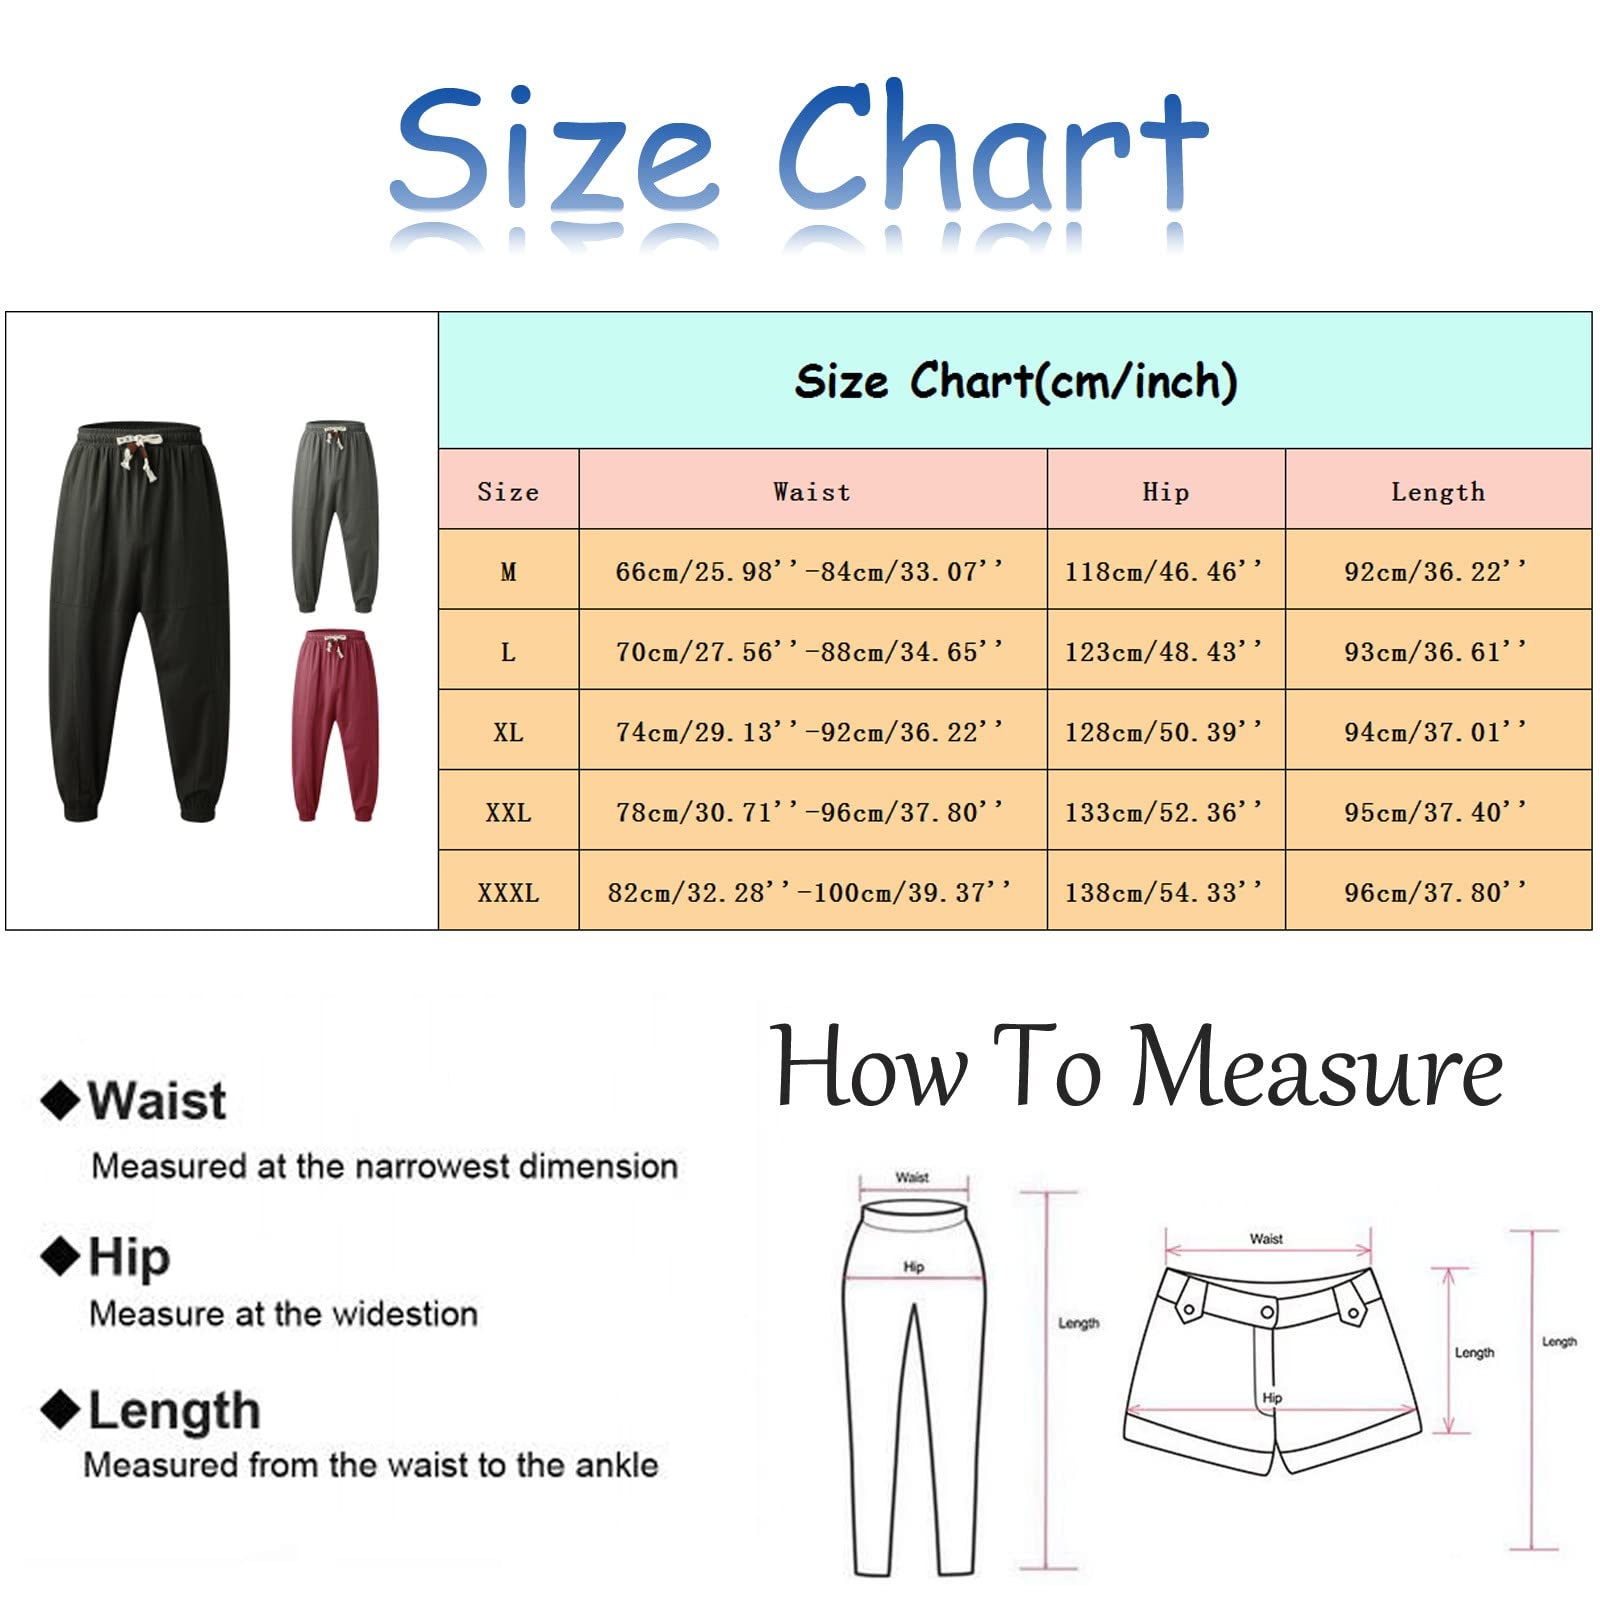 Size Chart
Size Chart(cm/inch)
Size Waist Hip Length
M 66cm/25.98''-84cm/33.07'' 118cm/46.46'' 92cm/36.22''
L 70cm/27.56''-88cm/34.65'' 123cm/48.43'' 93cm/36.61''
XL 74cm/29.13''-92cm/36.22'' 128cm/50.39'' 94cm/37.01''
XXL 78cm/30.71''-96cm/37.80'' 133cm/52.36'' 95cm/37.40''
XXXL 82cm/32.28''-100cm/39.37'' 138cm/54.33'' 96cm/37.80''
◆Waist
Measured at the narrowest dimension
◆Hip
Measure at the widestion
◆Length
Measured from the waist to the ankle
How To Measure
Waist
Hip
Length
Waist
Hip
Length
Length